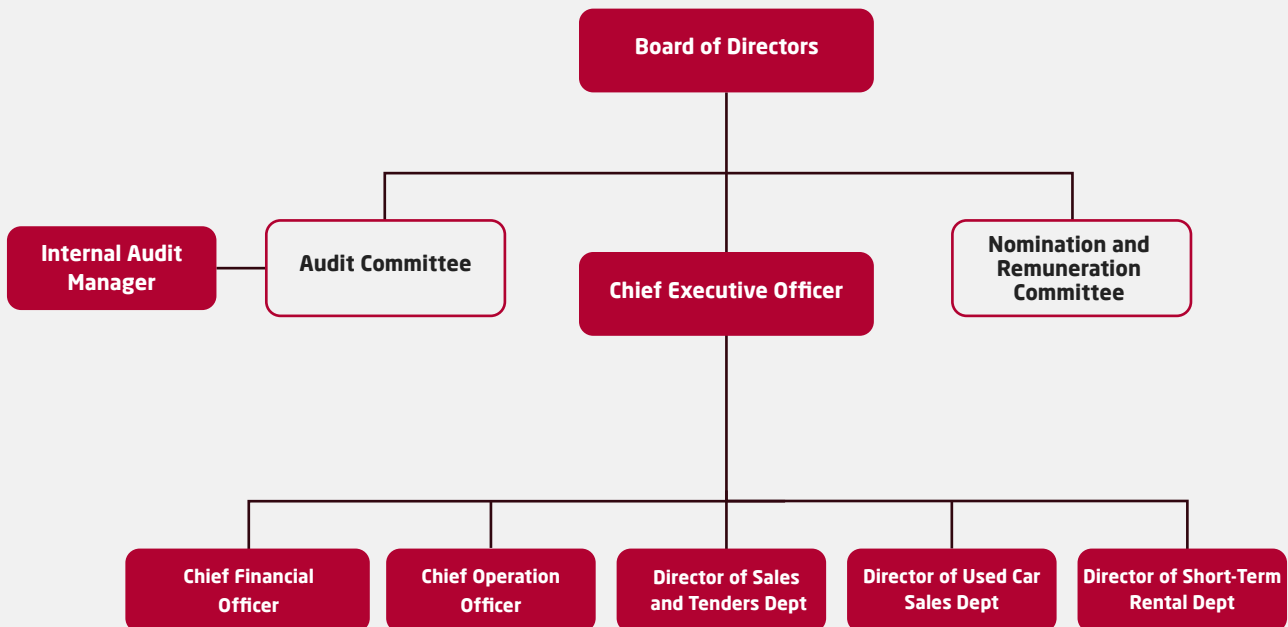 Board of Directors
Internal Audit
Manager
Audit Committee
Chief Executive Officer
Nomination and
Remuneration
Committee
Chief Financial
Officer
Chief Operation
Officer
Director of Sales
and Tenders Dept
Director of Used Car
Sales Dept
Director of Short-Term
Rental Dept